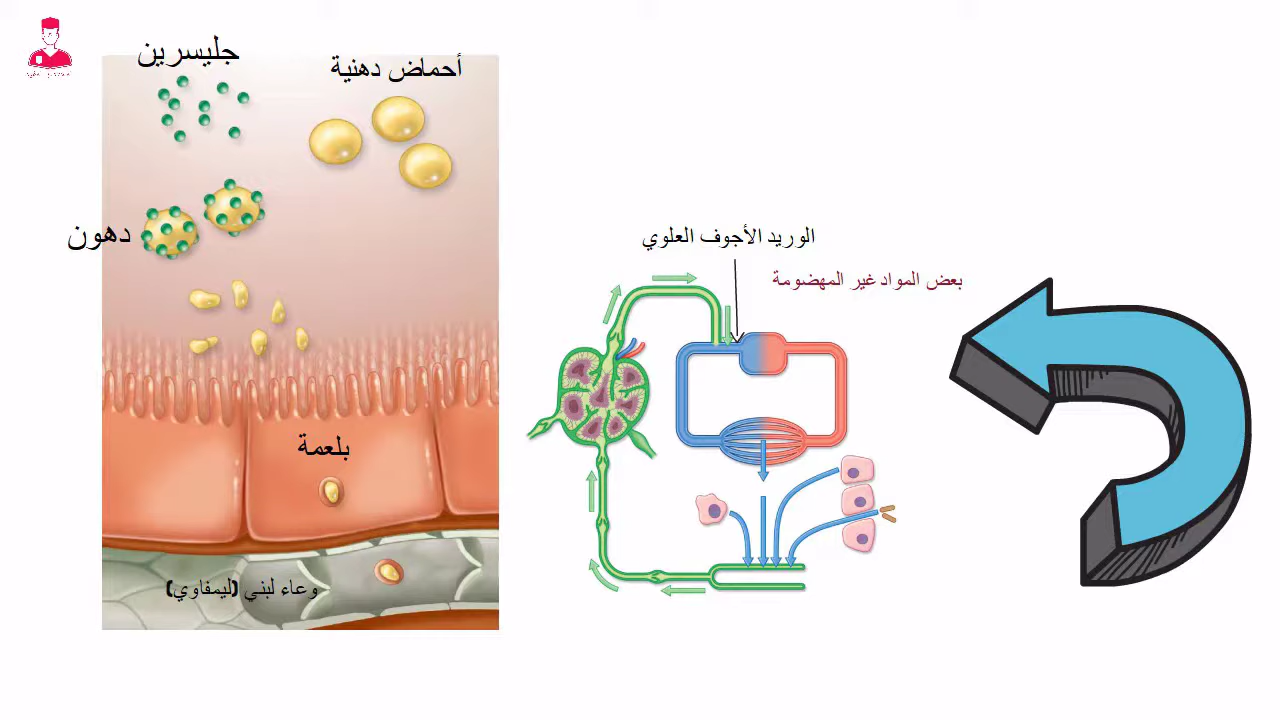 جليسرين
أحماض دهنية
دهون
الوريد الأجوف العلوي
بعض المواد غير المهضومة
بلعمة
وعاء لبني (ليمفاوي)